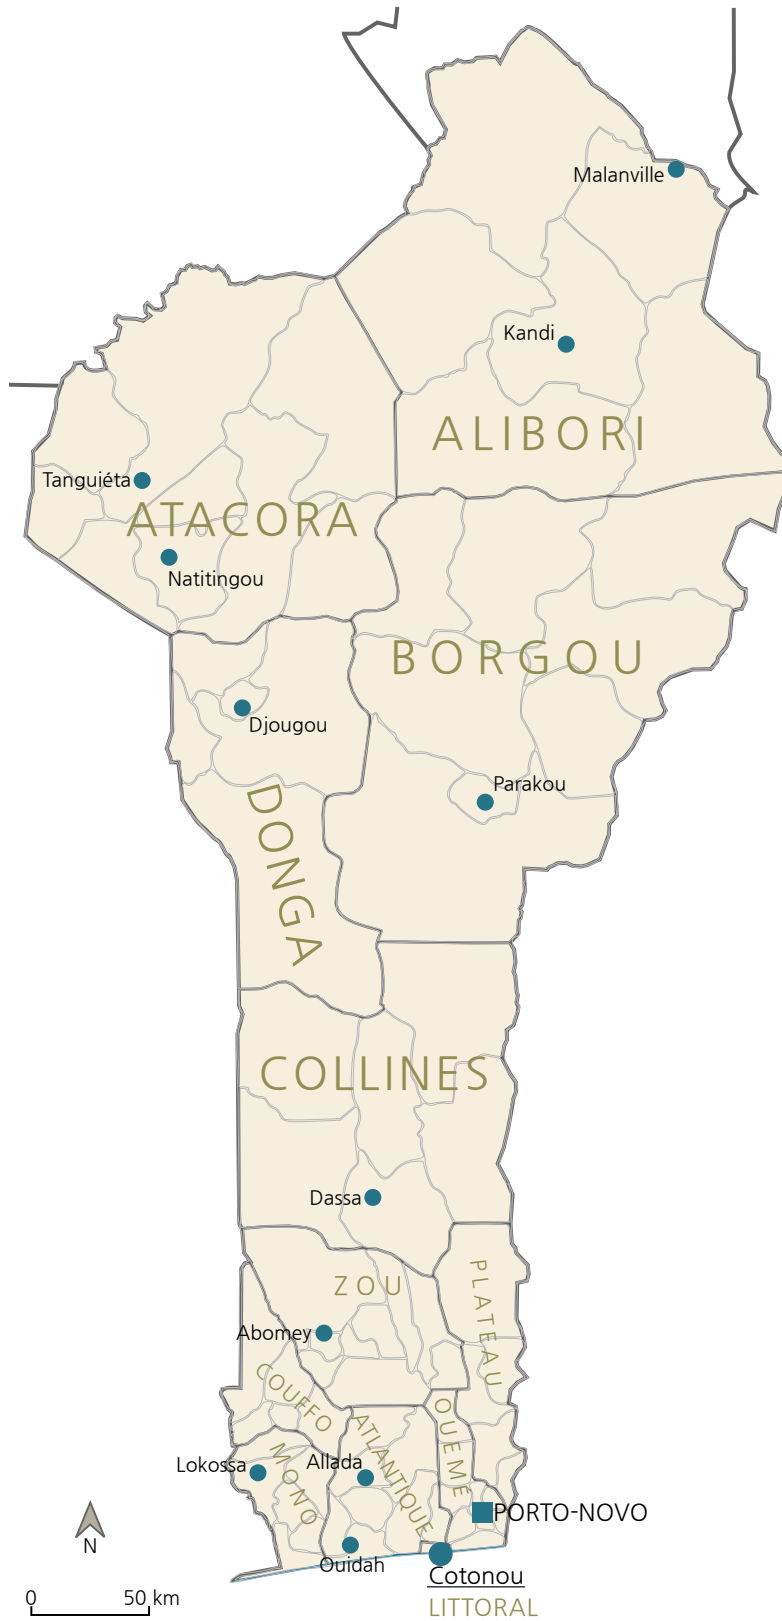 Malanville
Kandi
ALIBORI
Tanguiéta
ATACORA
Natitingou
BORGOU
Djougou
Parakou
DONGA
COLLINES
Dassa
ZOU
PLATEAU
Abomey
COUFFO
OUEMÉ
ATLANTIQUE
MONO
Lokossa
Allada
PORTO-NOVO
N
Ouidah
Cotonou
0 50 km
LITTORAL